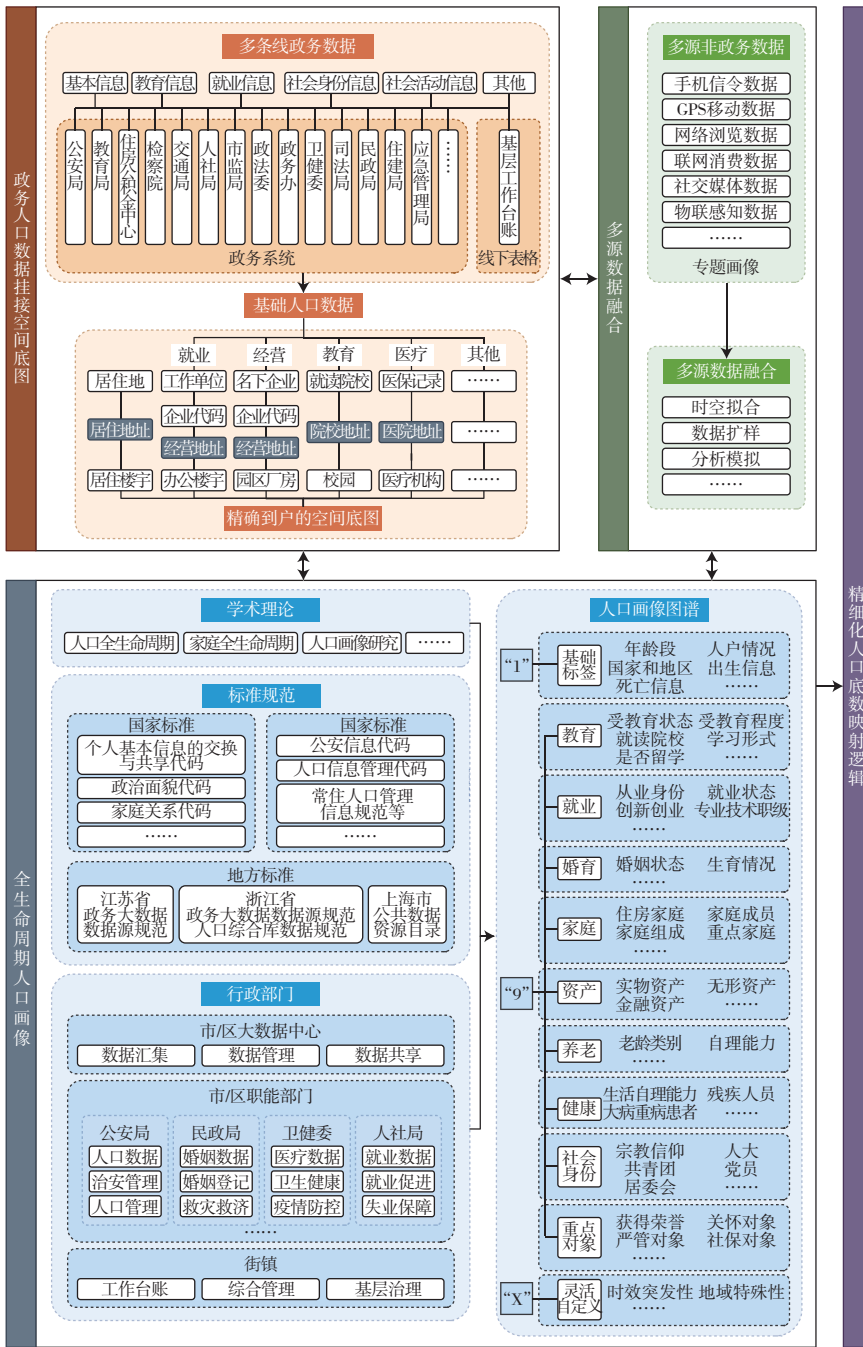 政务人口数据挂接空间底图
多条线政务数据
基本信息 教育信息 就业信息 社会身份信息 社会活动信息 其他
公安局
教育局
住房公积金中心
检察院
交通局
人社局
市监局
政法委
政务办
卫健委
司法局
民政局
住建局
应急管理局
……
基层工作台账
政务系统 线下表格
基础人口数据
就业 经营 教育 医疗 其他
居住地 工作单位 名下企业 就读院校 医保记录 ……
企业代码 企业代码
居住地址 院校地址 医院地址 ……
经营地址 经营地址
居住楼宇 办公楼宇 园区厂房 校园 医疗机构 ……
精确到户的空间底图
多源数据融合
多源非政务数据
手机信令数据
GPS移动数据
网络浏览数据
联网消费数据
社交媒体数据
物联感知数据
……
专题画像
多源数据融合
时空拟合
数据扩样
分析模拟
……
全生命周期人口画像
学术理论
人口全生命周期 家庭全生命周期 人口画像研究 ……
标准规范
国家标准
个人基本信息的交换
与共享代码
政治面貌代码
家庭关系代码
……
国家标准
公安信息代码
人口信息管理代码
常住人口管理
信息规范等
……
地方标准
江苏省
政务大数据
数据源规范
浙江省
政务大数据数据源规范
人口综合库数据规范
上海市
公共数据
资源目录
行政部门
市/区大数据中心
数据汇集 数据管理 数据共享
市/区职能部门
公安局 民政局 卫健委 人社局
人口数据 婚姻数据 医疗数据 就业数据
治安管理 婚姻登记 卫生健康 就业促进
人口管理 救灾救济 疫情防控 失业保障
……
街镇
工作台账 综合管理 基层治理
人口画像图谱
“1”
基础
标签
年龄段 人户情况
国家和地区 出生信息
死亡信息 ……
“9”
教育
受教育状态 受教育程度
就读院校 学习形式
是否留学 ……
就业
从业身份 就业状态
创新创业 专业技术职级
……
婚育
婚姻状态 生育情况
……
家庭
住房家庭 家庭成员
家庭组成 重点家庭
……
资产
实物资产 无形资产
金融资产 ……
养老
老龄类别 自理能力
……
健康
生活自理能力 残疾人员
大病重病患者 ……
社会
身份
宗教信仰 人大
共青团 党员
居委会 ……
重点
对象
获得荣誉 关怀对象
严管对象 社保对象
……
“X”
灵活
自定义
时效突发性 地域特殊性
……
精细化人口底数映射逻辑